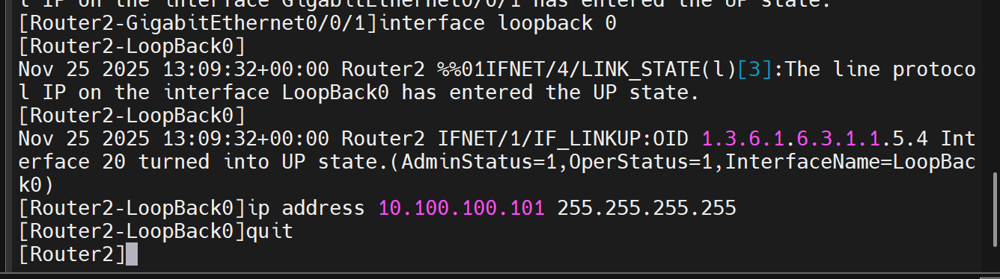 l IP on the interface GigabitEthernet0/0/1 has entered the UP state.
[Router2-GigabitEthernet0/0/1]interface loopback 0
[Router2-LoopBack0]
Nov 25 2025 13:09:32+00:00 Router2 %%01IFNET/4/LINK_STATE(l)[3]:The line protoco
l IP on the interface LoopBack0 has entered the UP state.
[Router2-LoopBack0]
Nov 25 2025 13:09:32+00:00 Router2 IFNET/1/IF_LINKUP:OID 1.3.6.1.6.3.1.1.5.4 Int
erface 20 turned into UP state.(AdminStatus=1,OperStatus=1,InterfaceName=LoopBac
k0)
[Router2-LoopBack0]ip address 10.100.100.101 255.255.255.255
[Router2-LoopBack0]quit
[Router2]